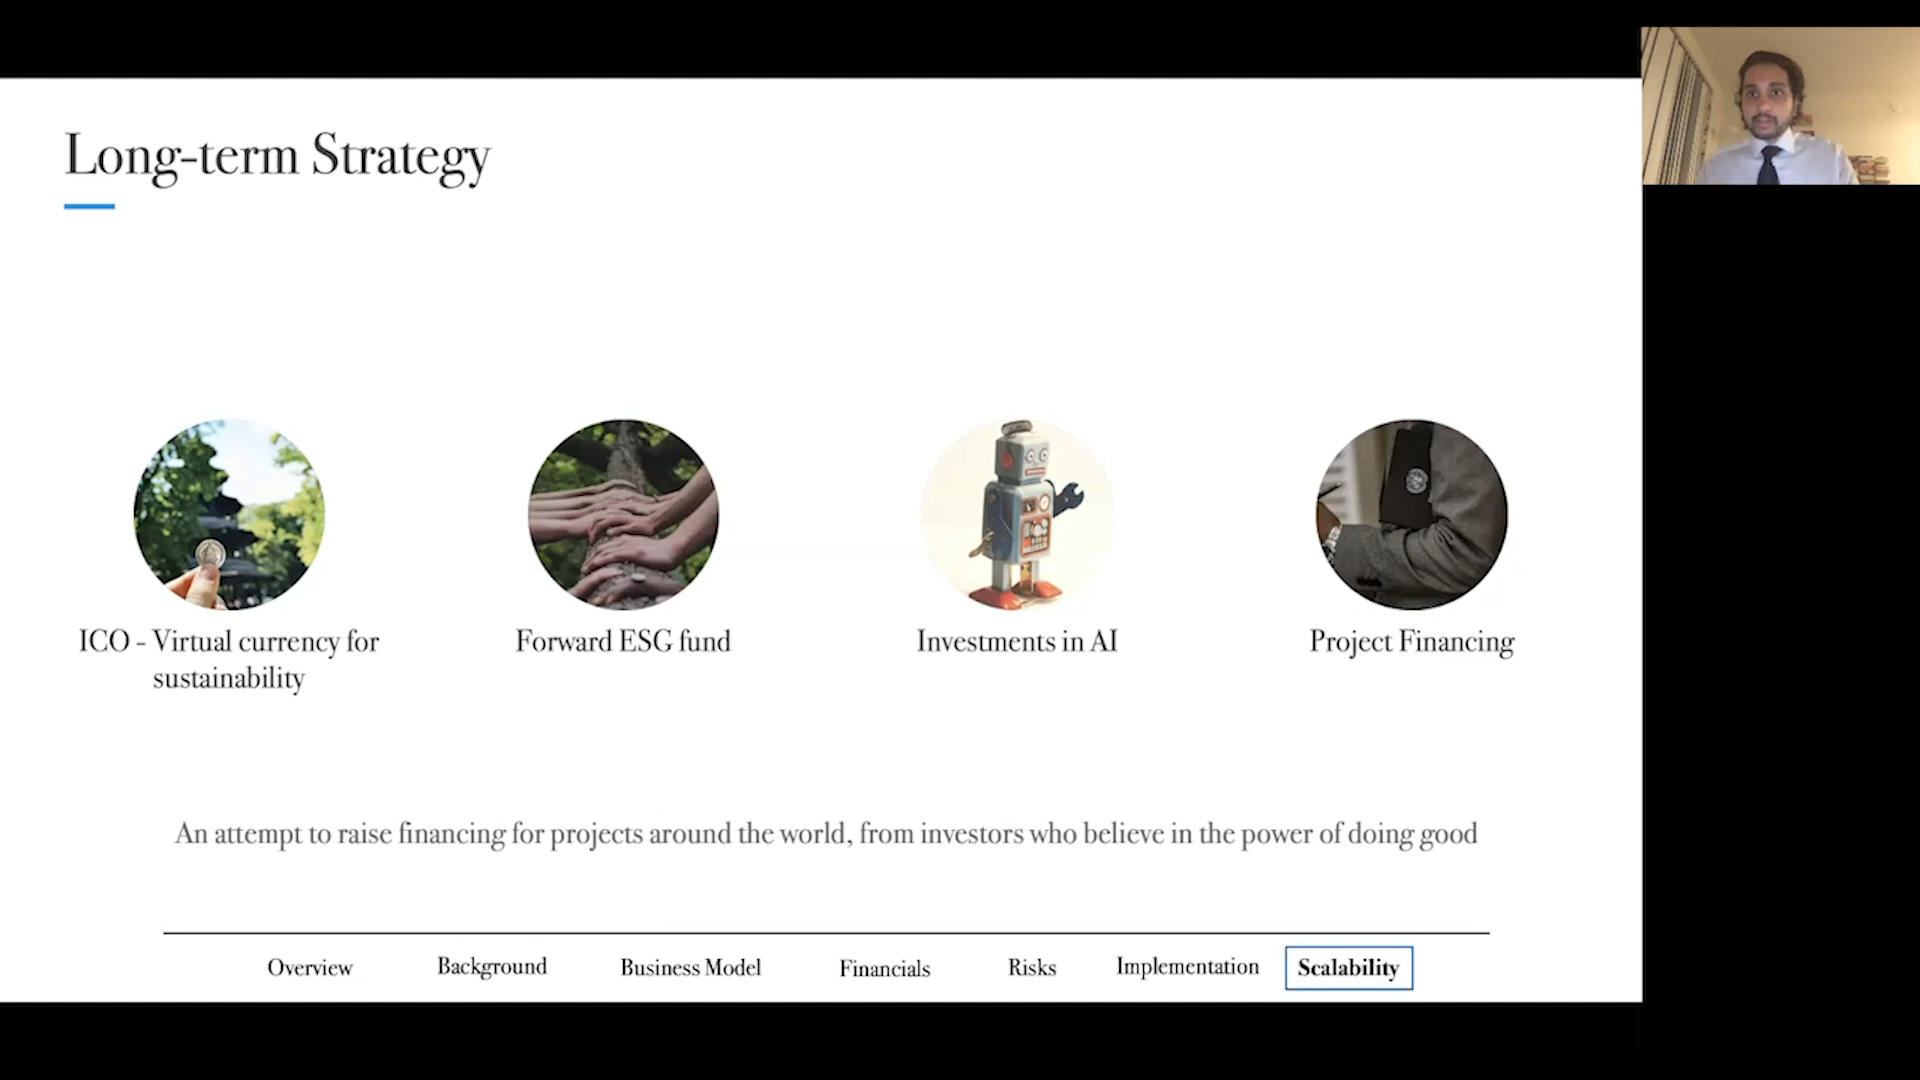 Long-term Strategy
ICO - Virtual currency for
sustainability
Forward ESG fund
Investments in AI
Project Financing
An attempt to raise financing for projects around the world, from investors who believe in the power of doing good
Overview
Background
Business Model
Financials
Risks
Implementation
Scalability